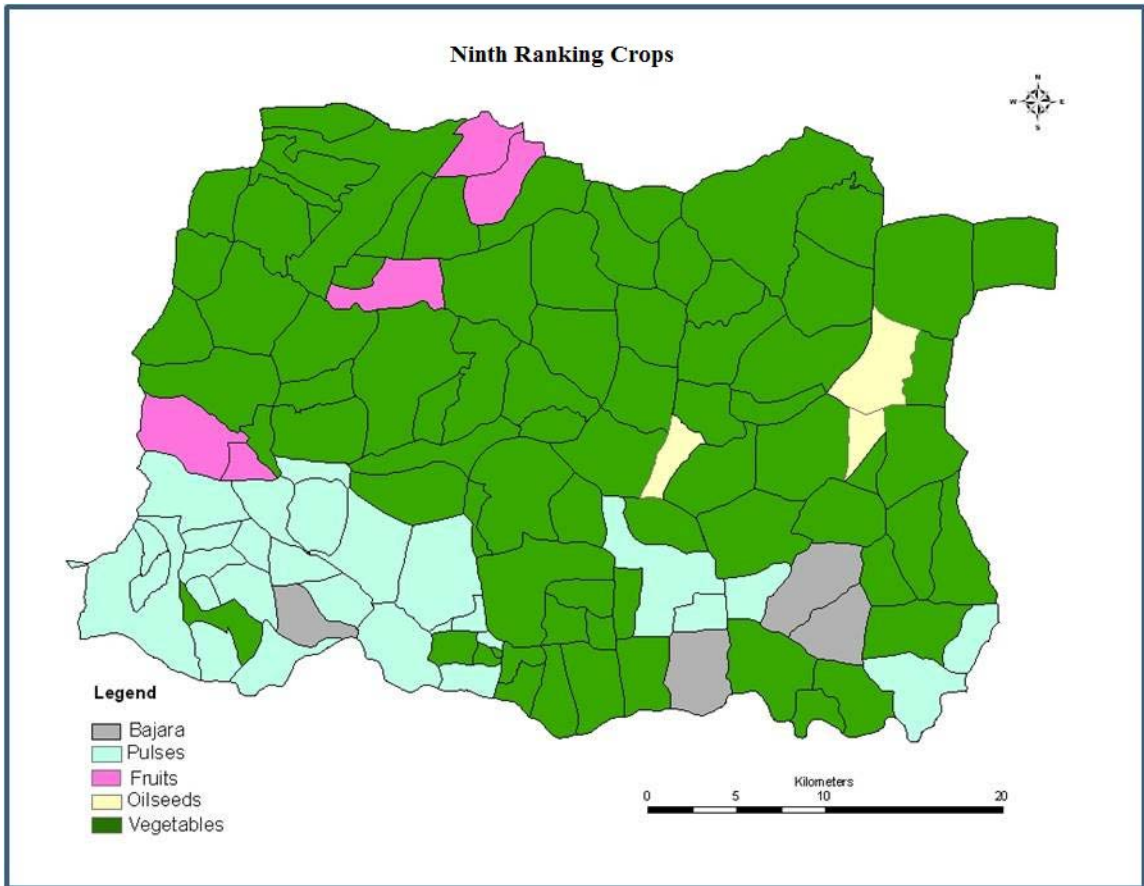 Ninth Ranking Crops
N
W E
S
Legend
Bajara
Pulses
Fruits
Oilseeds
Vegetables
Kilometers
0 5 10 20